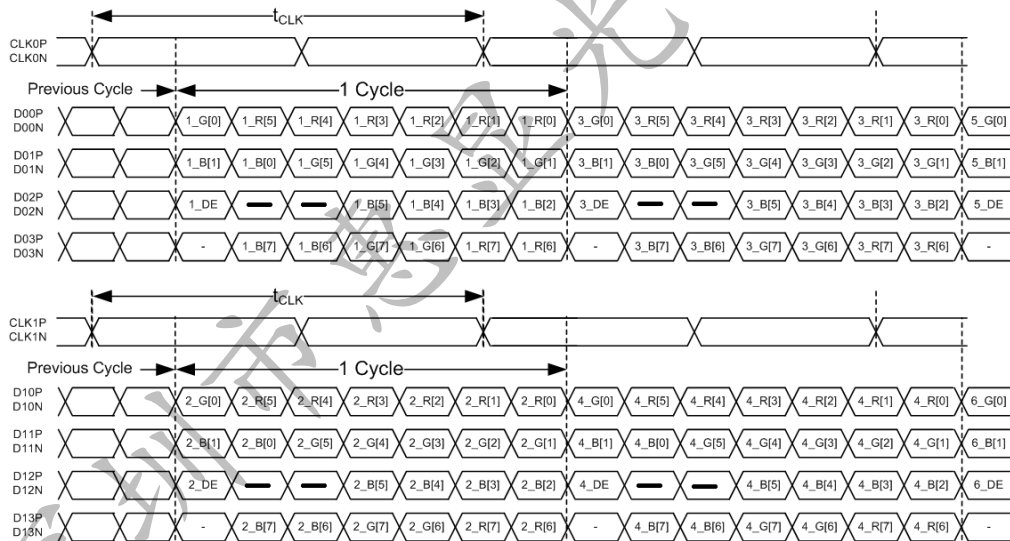 tCLK
CLK0P
CLK0N
Previous Cycle
1 Cycle
D00P
D00N
1_G[0] 1_R[5] 1_R[4] 1_R[3] 1_R[2] 1_R[1] 1_R[0] 3_G[0] 3_R[5] 3_R[4] 3_R[3] 3_R[2] 3_R[1] 3_R[0] 5_G[0]
D01P
D01N
1_B[1] 1_B[0] 1_G[5] 1_G[4] 1_G[3] 1_G[2] 1_G[1] 3_B[1] 3_B[0] 3_G[5] 3_G[4] 3_G[3] 3_G[2] 3_G[1] 5_B[1]
D02P
D02N
1_DE — — 1_B[5] 1_B[4] 1_B[3] 1_B[2] 3_DE — — 3_B[5] 3_B[4] 3_B[3] 3_B[2] 5_DE
D03P
D03N
- 1_B[7] 1_B[6] 1_G[7] 1_G[6] 1_R[7] 1_R[6] - 3_B[7] 3_B[6] 3_G[7] 3_G[6] 3_R[7] 3_R[6] -
tCLK
CLK1P
CLK1N
Previous Cycle
1 Cycle
D10P
D10N
2_G[0] 2_R[5] 2_R[4] 2_R[3] 2_R[2] 2_R[1] 2_R[0] 4_G[0] 4_R[5] 4_R[4] 4_R[3] 4_R[2] 4_R[1] 4_R[0] 6_G[0]
D11P
D11N
2_B[1] 2_B[0] 2_G[5] 2_G[4] 2_G[3] 2_G[2] 2_G[1] 4_B[1] 4_B[0] 4_G[5] 4_G[4] 4_G[3] 4_G[2] 4_G[1] 6_B[1]
D12P
D12N
2_DE — — 2_B[5] 2_B[4] 2_B[3] 2_B[2] 4_DE — — 4_B[5] 4_B[4] 4_B[3] 4_B[2] 6_DE
D13P
D13N
- 2_B[7] 2_B[6] 2_G[7] 2_G[6] 2_R[7] 2_R[6] - 4_B[7] 4_B[6] 4_G[7] 4_G[6] 4_R[7] 4_R[6] -
圳市惠显光